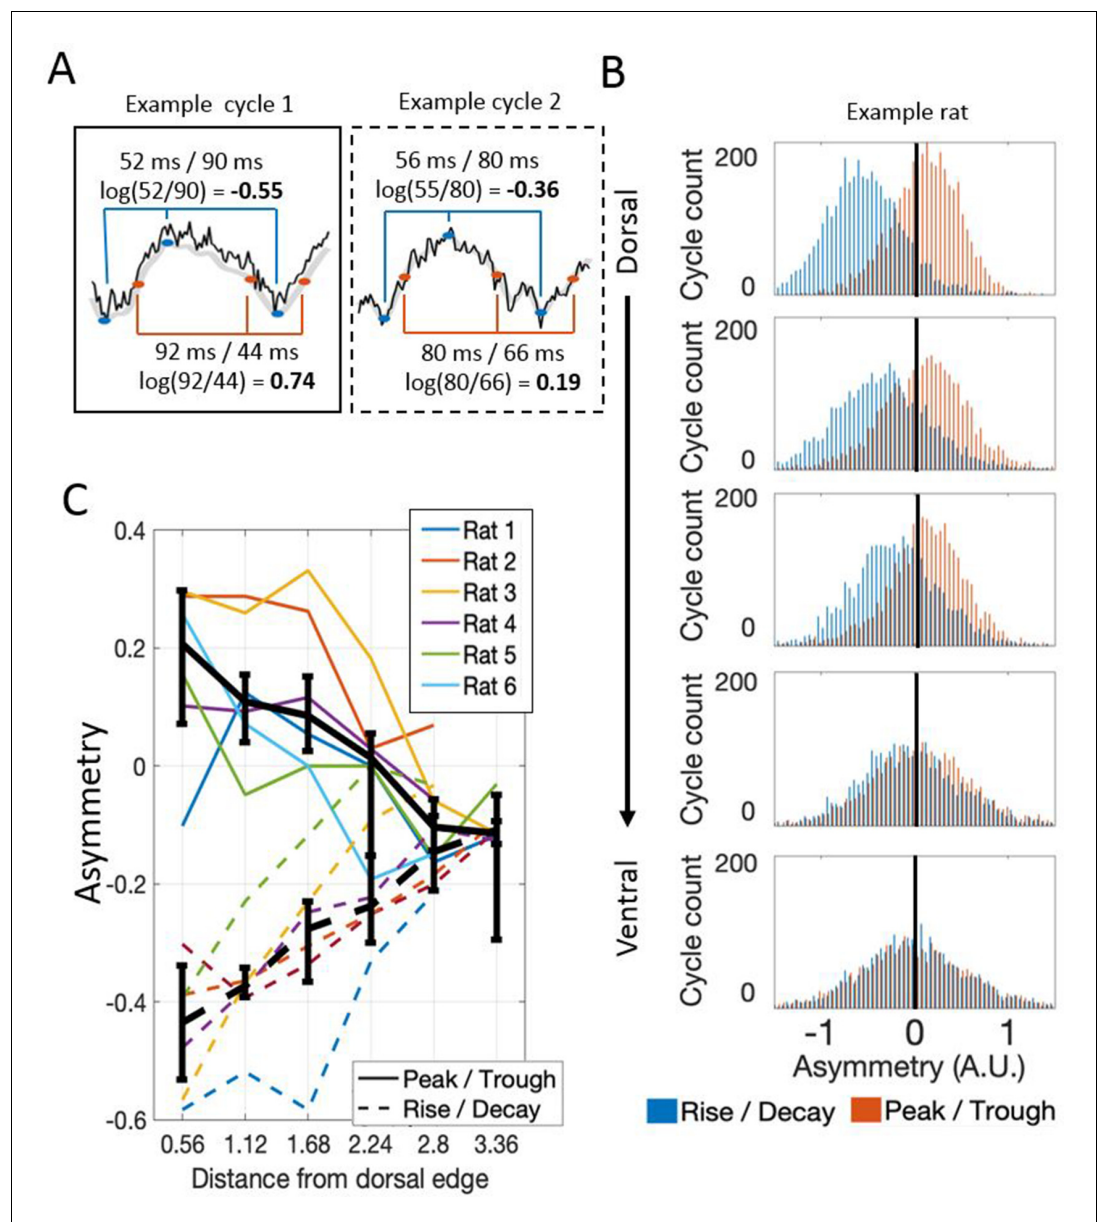 A
Example cycle 1
52 ms / 90 ms
log(52/90) = -0.55
92 ms / 44 ms
log(92/44) = 0.74
Example cycle 2
56 ms / 80 ms
log(55/80) = -0.36
80 ms / 66 ms
log(80/66) = 0.19
B
Example rat
Dorsal
Ventral
200
Cycle count
0
200
Cycle count
0
200
Cycle count
0
200
Cycle count
0
200
Cycle count
0
-1 0 1
Asymmetry (A.U.)
Rise / Decay Peak / Trough
C
Rat 1
Rat 2
Rat 3
Rat 4
Rat 5
Rat 6
0.4
0.2
0
-0.2
-0.4
-0.6
Asymmetry
Peak / Trough
Rise / Decay
0.56 1.12 1.68 2.24 2.8 3.36
Distance from dorsal edge